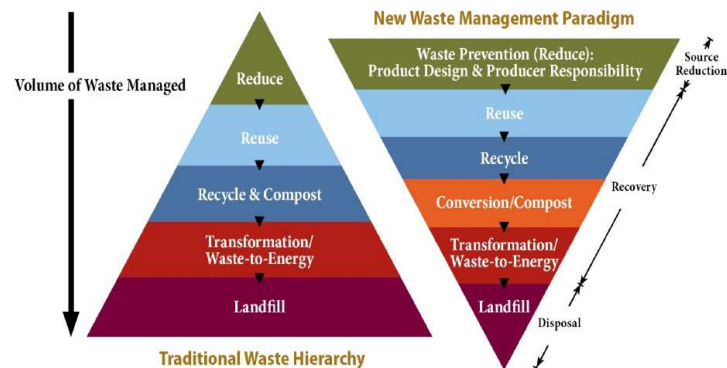 New Waste Management Paradigm
Volume of Waste Managed
Reduce
Reuse
Recycle & Compost
Transformation/
Waste-to-Energy
Landfill
Traditional Waste Hierarchy
Waste Prevention (Reduce):
Product Design & Producer Responsibility
Reuse
Recycle
Conversion/Compost
Transformation/
Waste-to-Energy
Landfill
Source
Reduction
Recovery
Disposal